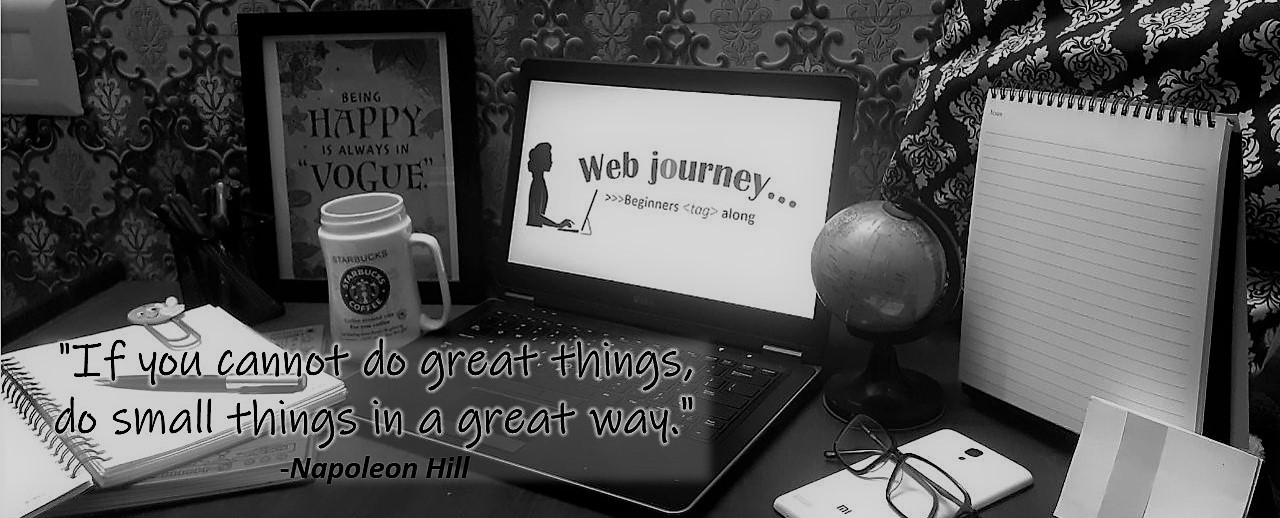 BEING
HAPPY
IS ALWAYS IN
"VOGUE"
Web journey...
>>>Beginners <tag> along
STARBUCKS
STARBUCKS
COFFEE
"If you cannot do great things,
do small things in a great way."
-Napoleon Hill
DELL
mi